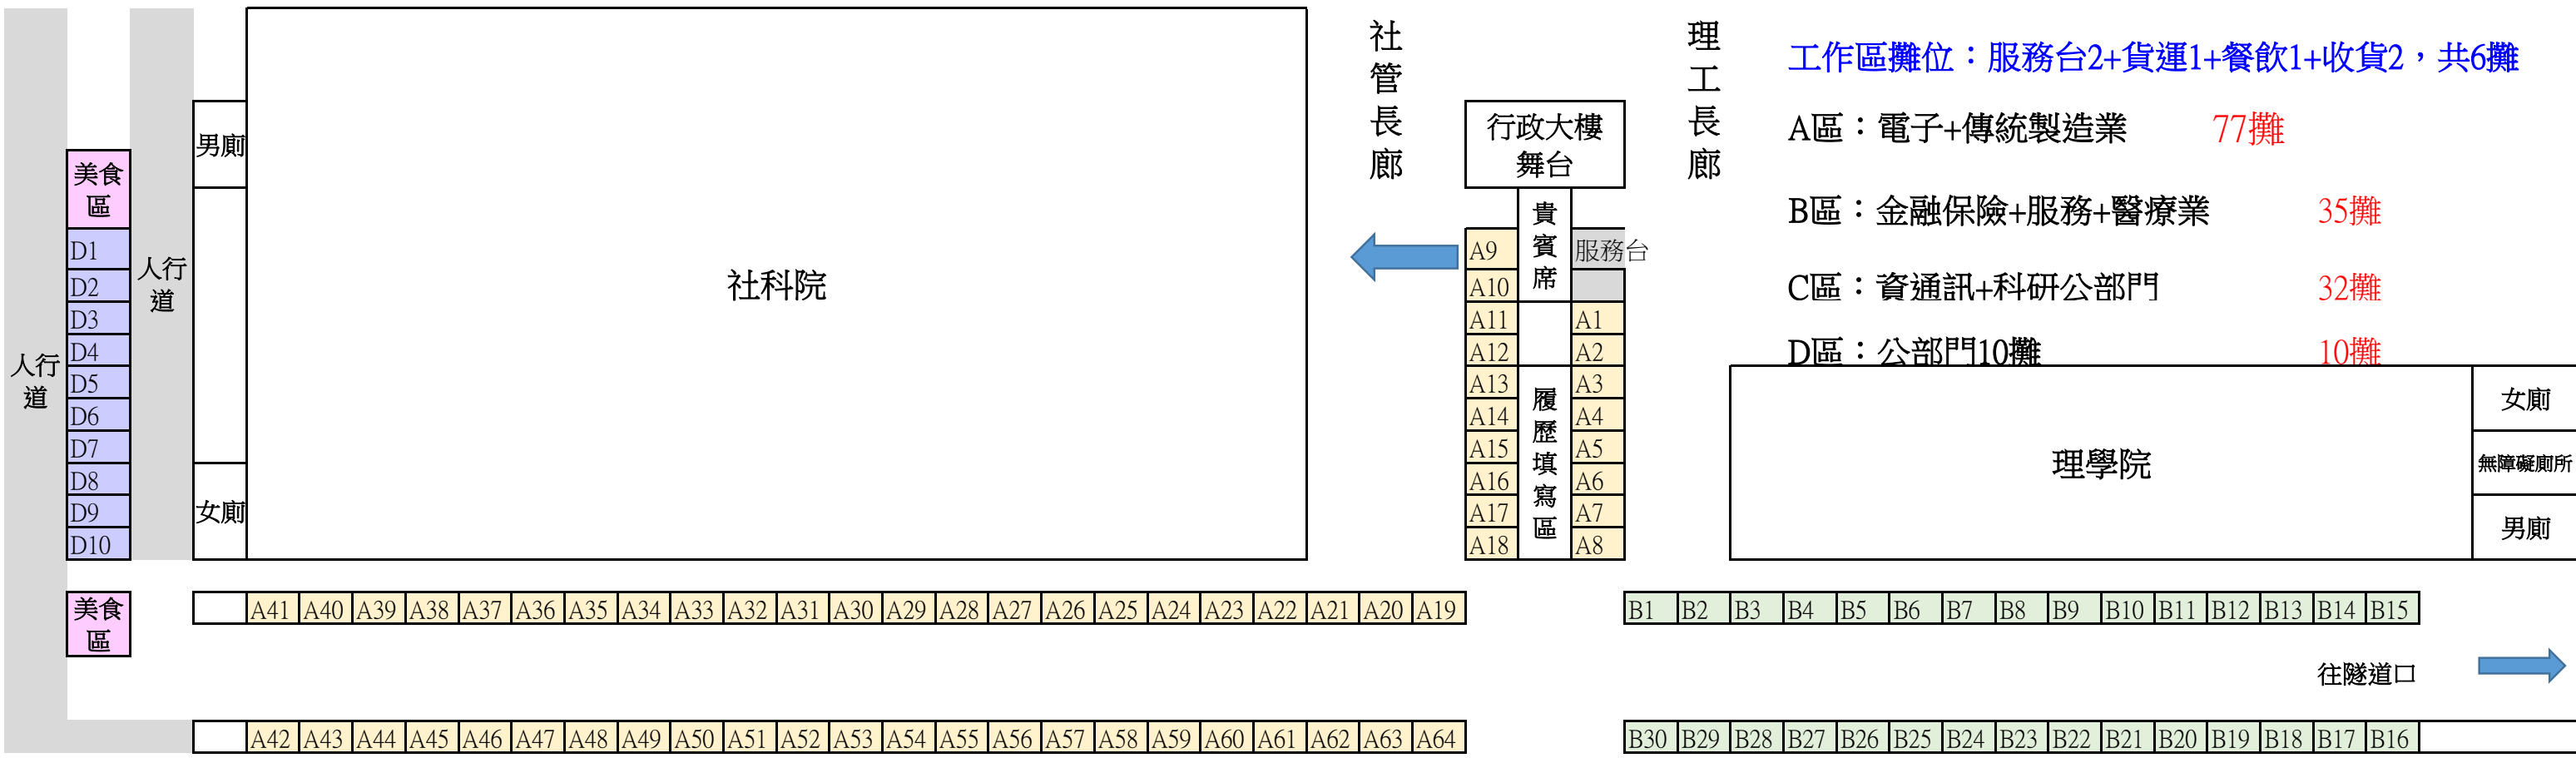 工作區攤位：服務台2+貨運1+餐飲1+收貨2，共6攤
A區：電子+傳統製造業 77攤
B區：金融保險+服務+醫療業 35攤
C區：資通訊+科研公部門 32攤
D區：公部門10攤 10攤
社管長廊
理工長廊
行政大樓
舞台
貴賓席
服務台
履歷填寫區
A9
A10
A11
A12
A13
A14
A15
A16
A17
A18
A1
A2
A3
A4
A5
A6
A7
A8
社科院
男廁
女廁
人行道
人行道
美食區
D1
D2
D3
D4
D5
D6
D7
D8
D9
D10
美食區
理學院
女廁
無障礙廁所
男廁
A41 A40 A39 A38 A37 A36 A35 A34 A33 A32 A31 A30 A29 A28 A27 A26 A25 A24 A23 A22 A21 A20 A19
B1 B2 B3 B4 B5 B6 B7 B8 B9 B10 B11 B12 B13 B14 B15
往隧道口
A42 A43 A44 A45 A46 A47 A48 A49 A50 A51 A52 A53 A54 A55 A56 A57 A58 A59 A60 A61 A62 A63 A64
B30 B29 B28 B27 B26 B25 B24 B23 B22 B21 B20 B19 B18 B17 B16